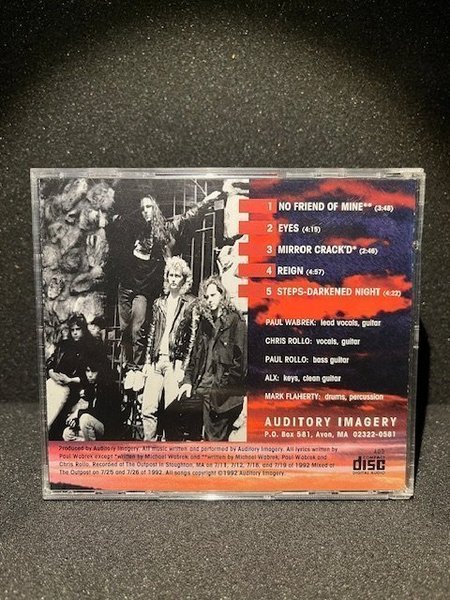 1 NO FRIEND OF MINE** (3:48)
2 EYES (4:15)
3 MIRROR CRACK'D* (2:46)
4 REIGN (4:57)
5 STEPS-DARKENED NIGHT (4:22)
PAUL WABREK: lead vocals, guitar
CHRIS ROLLO: vocals, guitar
PAUL ROLLO: bass guitar
ALX: keys, clean guitar
MARK FLAHERTY: drums, percussion
AUDITORY IMAGERY
P.O. Box 581, Avon, MA 02322-0581
Produced by Auditory Imagery. All music written and performed by Auditory Imagery. All lyrics written by
Paul Wabrek except *written by Michael Wabrek and **written by Michael Wabrek, Paul Wabrek and
Chris Rollo. Recorded at The Outpost in Stoughton, MA on 7/11, 7/12, 7/18, and 7/19 of 1992 Mixed at
The Outpost on 7/25 and 7/26 of 1992. All songs copyright ©1992 Auditory Imagery.
COMPACT
disc
DIGITAL AUDIO